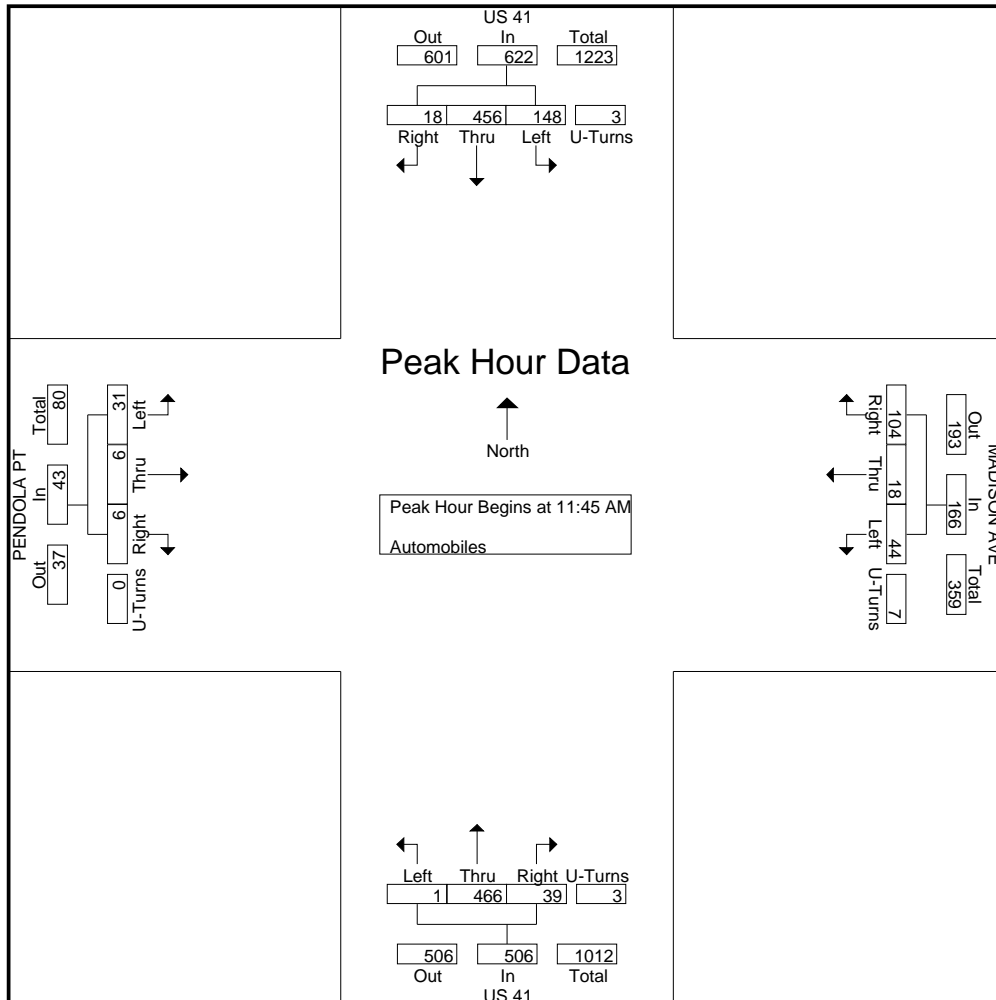 US 41
Out In Total
601 622 1223
18 456 148 3
Right Thru Left U-Turns
Peak Hour Data
North
Peak Hour Begins at 11:45 AM
Automobiles
PENDOLA PT
Total In Out
80 43 37
31 6 6 0
Left Thru Right U-Turns
MADISON AVE
Out In Total
193 166 359
104 18 44 7
Right Thru Left U-Turns
Left Thru Right U-Turns
1 466 39 3
506 506 1012
Out In Total
US 41